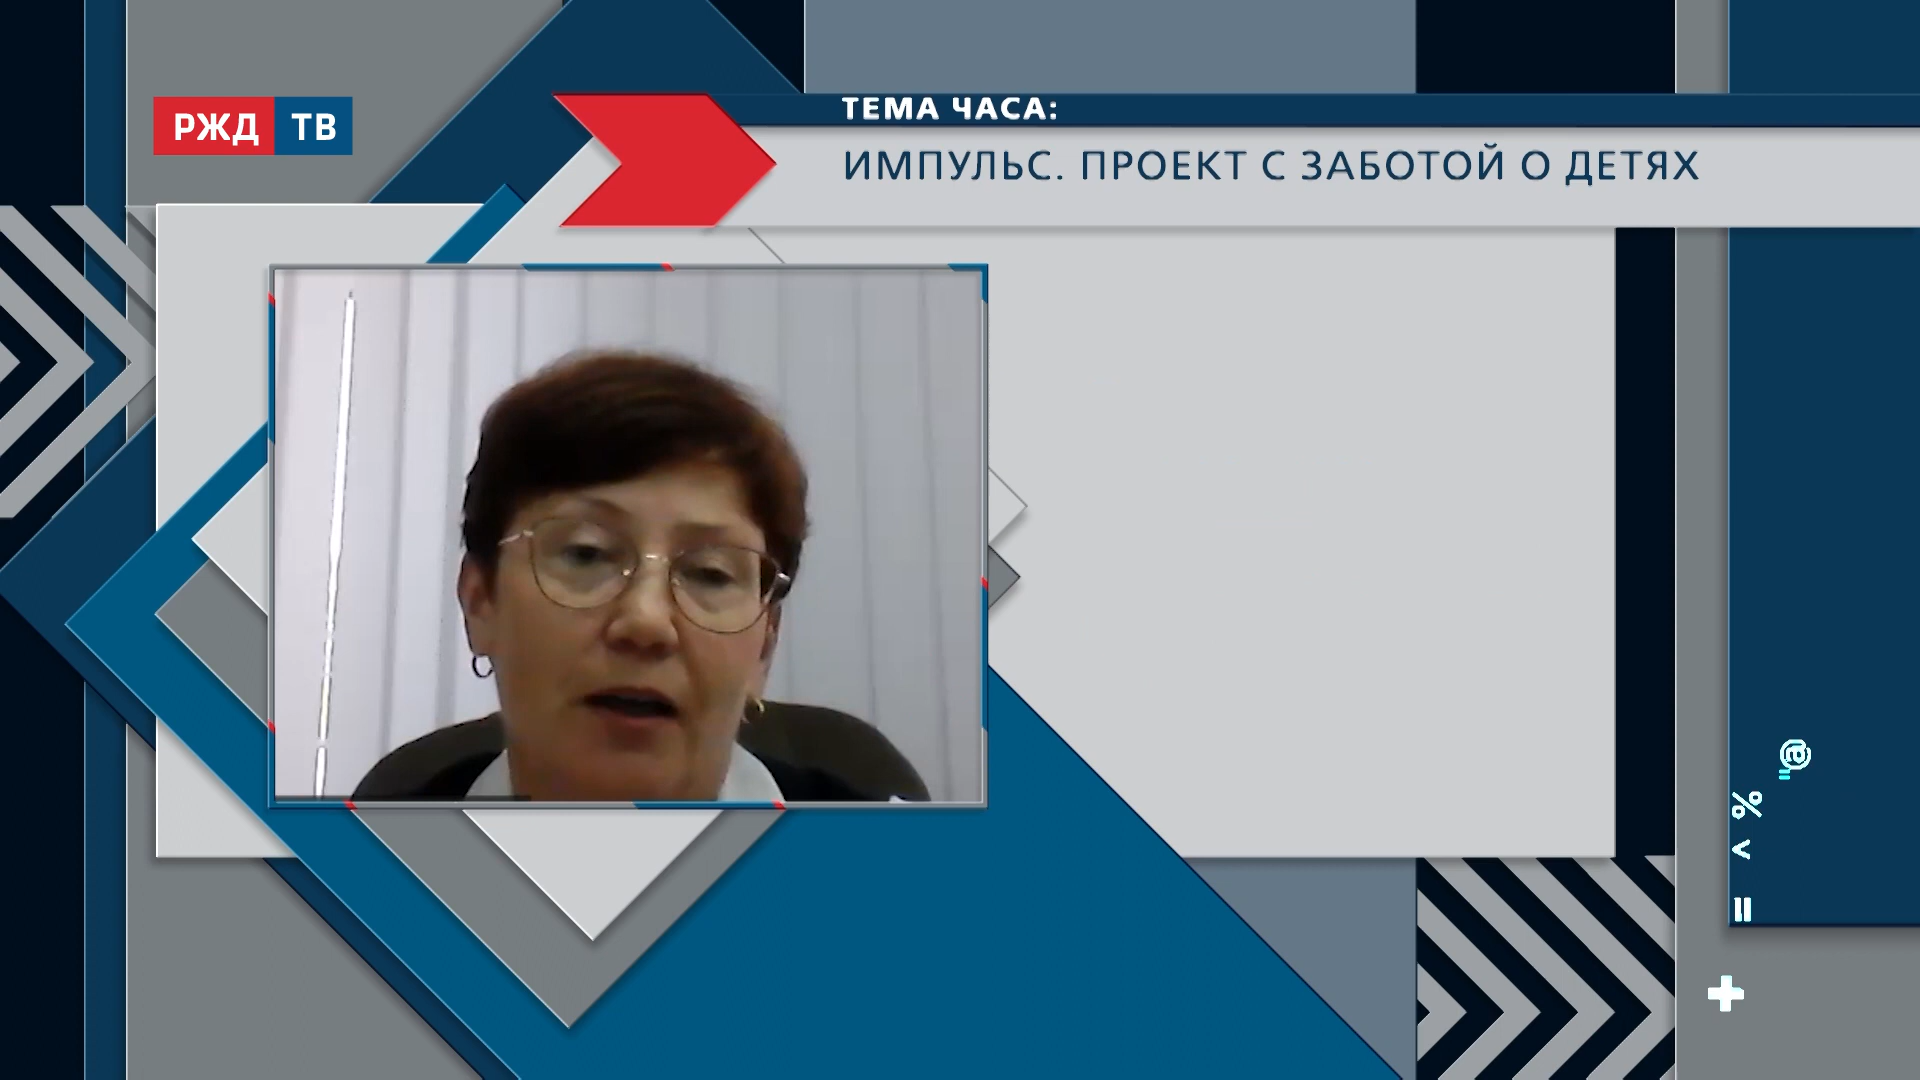 РЖД ТВ
ТЕМА ЧАСА:
ИМПУЛЬС. ПРОЕКТ С ЗАБОТОЙ О ДЕТЯХ
@
"
%
<
=
+